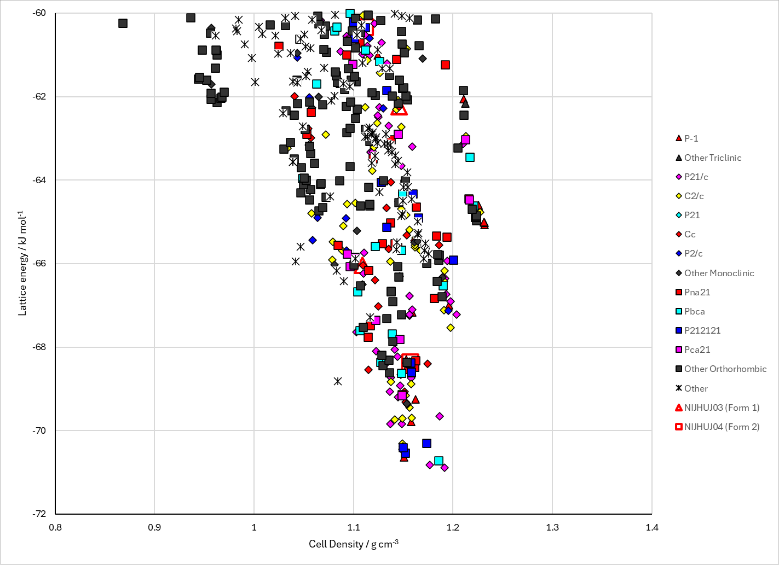 -60
-62
-64
-66
-68
-70
-72
0.8 0.9 1 1.1 1.2 1.3 1.4
Lattice energy / kJ mol⁻¹
Cell Density / g cm⁻³
P-1
Other Triclinic
P21/c
C2/c
P21
Cc
P2/c
Other Monoclinic
Pna21
Pbca
P212121
Pca21
Other Orthorhombic
Other
NIJHUJ03 (Form 1)
NIJHUJ04 (Form 2)